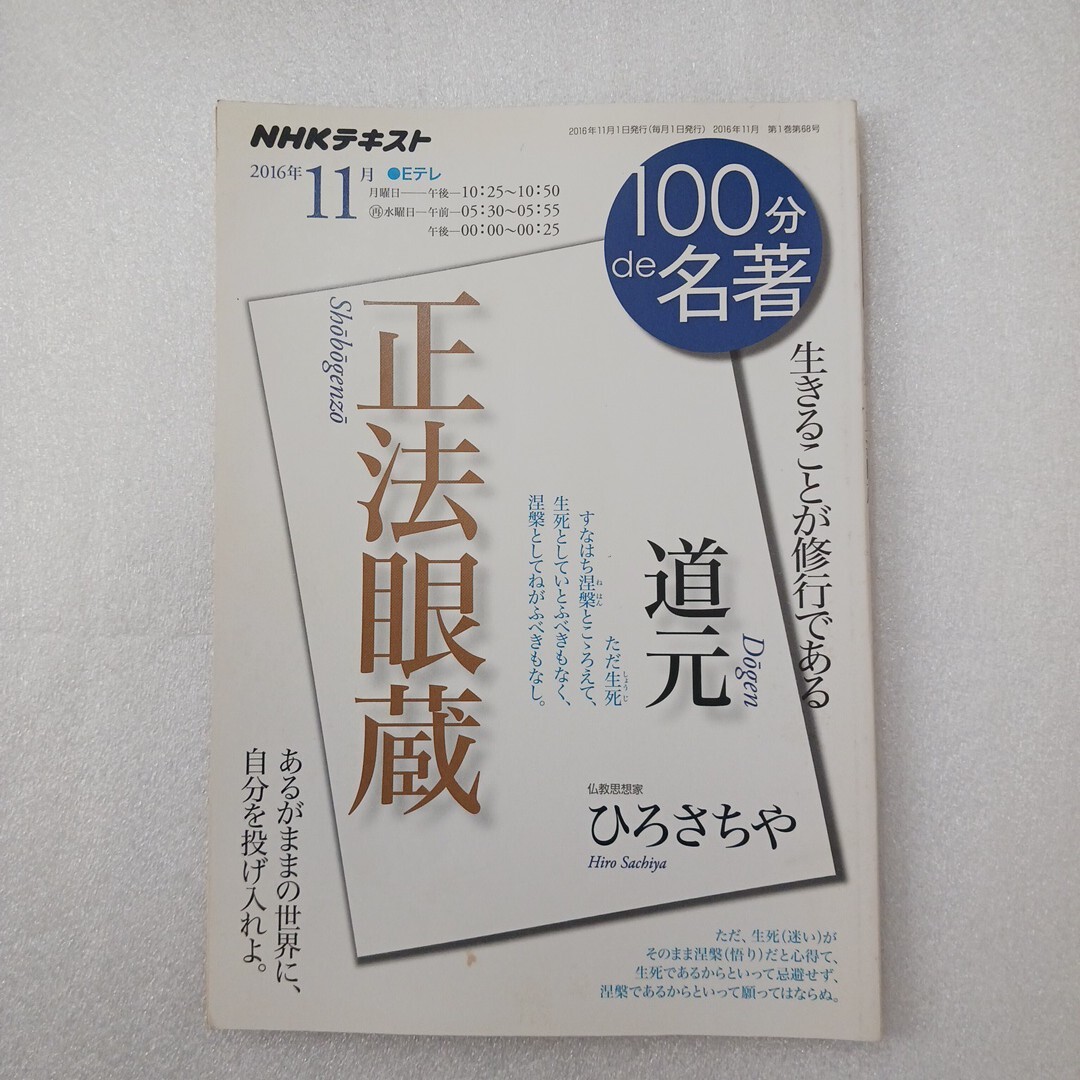 NHKテキスト
2016年11月1日発行(毎月1日発行) 2016年11月 第1巻第68号
2016年11月 ●Eテレ
月曜日──午後─10:25〜10:50
㊢水曜日─午前─05:30〜05:55
午後─00:00〜00:25
100分
de名著
生きることが修行である
道元
Dōgen
ただ生死
しょうじ
すなはち涅槃とこゝろえて、
ねはん
生死としていとふべきもなく、
涅槃としてねがふべきもなし。
正法眼蔵
Shōbōgenzō
仏教思想家
ひろさちや
Hiro Sachiya
あるがままの世界に、
自分を投げ入れよ。
ただ、生死(迷い)が
そのまま涅槃(悟り)だと心得て、
生死であるからといって忌避せず、
涅槃であるからといって願ってはならぬ。